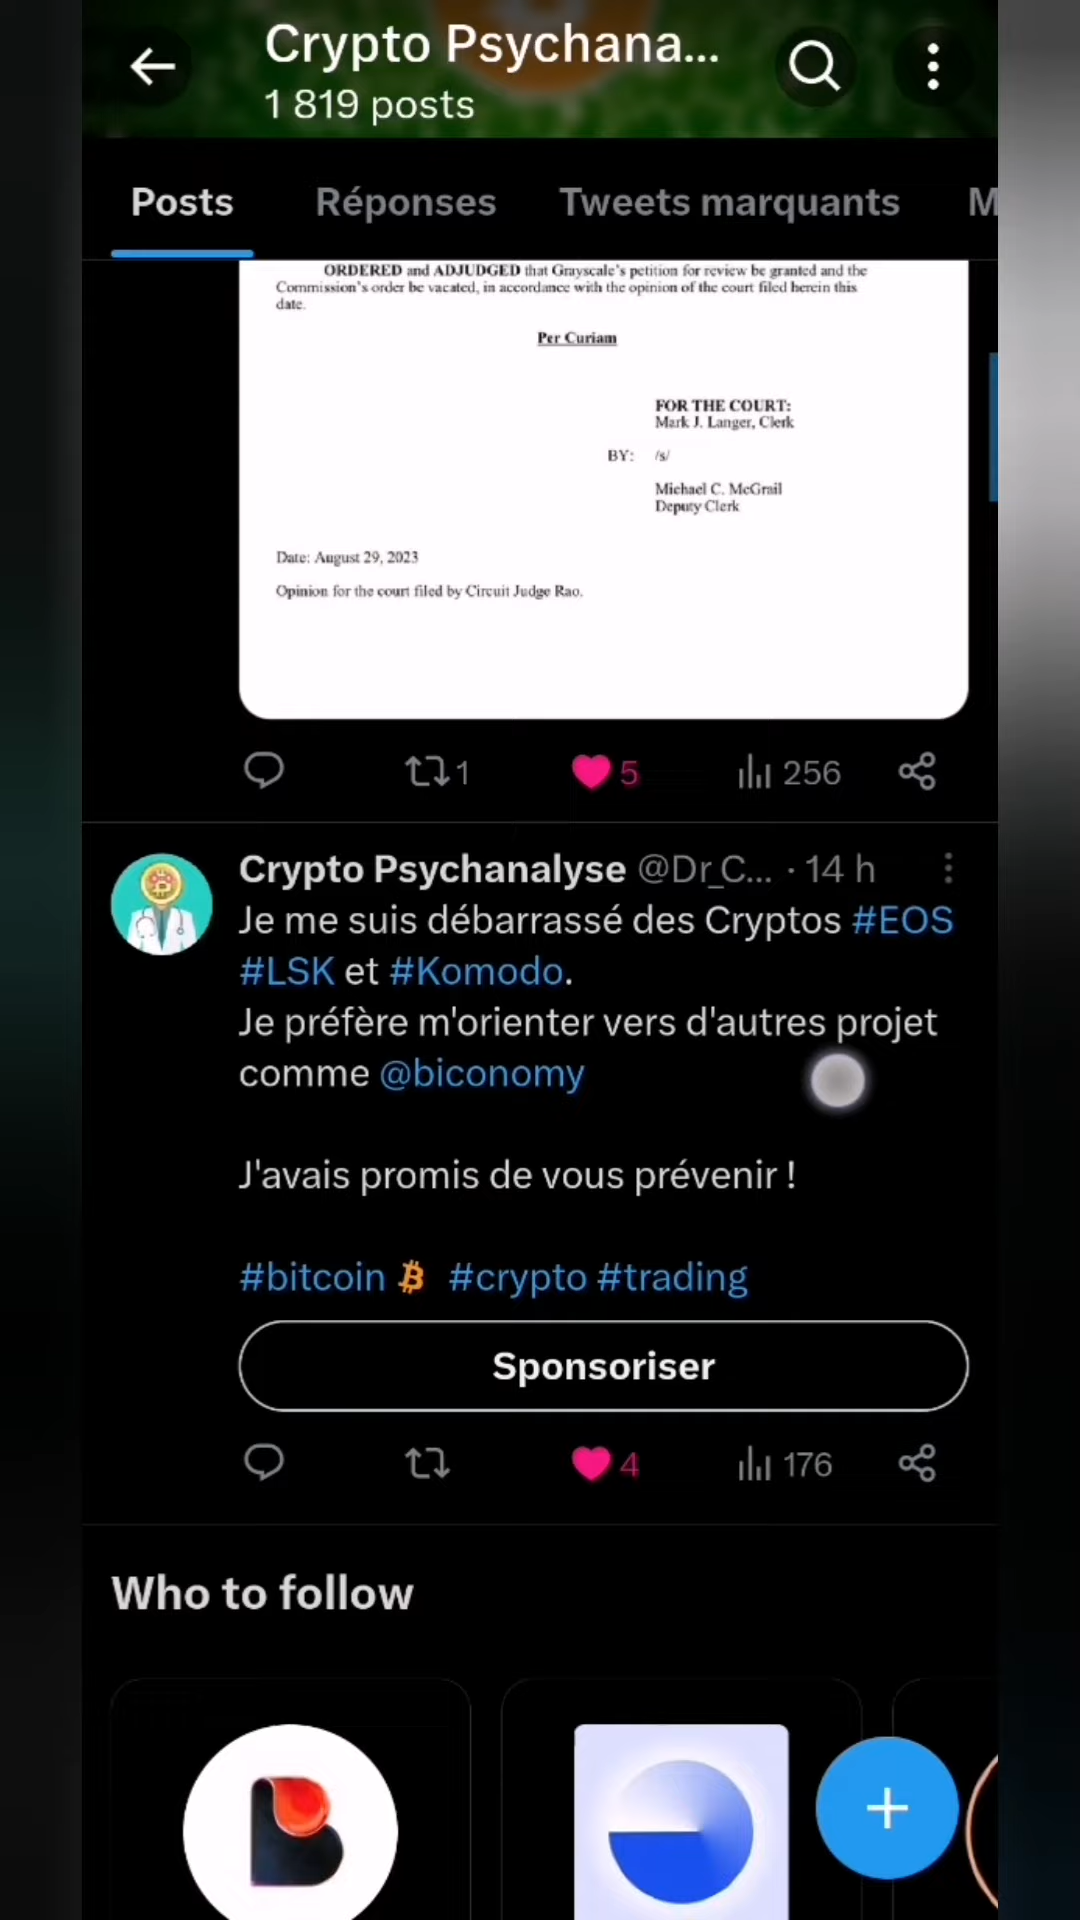 Crypto Psychana...
1 819 posts
Posts Réponses Tweets marquants M
ORDERED and ADJUDGED that Grayscale's petition for review be granted and the
Commission's order be vacated, in accordance with the opinion of the court filed herein this
date.
Per Curiam
FOR THE COURT:
Mark J. Langer, Clerk
BY: /s/
Michael C. McGrail
Deputy Clerk
Date: August 29, 2023
Opinion for the court filed by Circuit Judge Rao.
1 5 256
Crypto Psychanalyse @Dr_C... · 14 h
Je me suis débarrassé des Cryptos #EOS
#LSK et #Komodo.
Je préfère m'orienter vers d'autres projet
comme @biconomy
J'avais promis de vous prévenir !
#bitcoin #crypto #trading
Sponsoriser
4 176
Who to follow